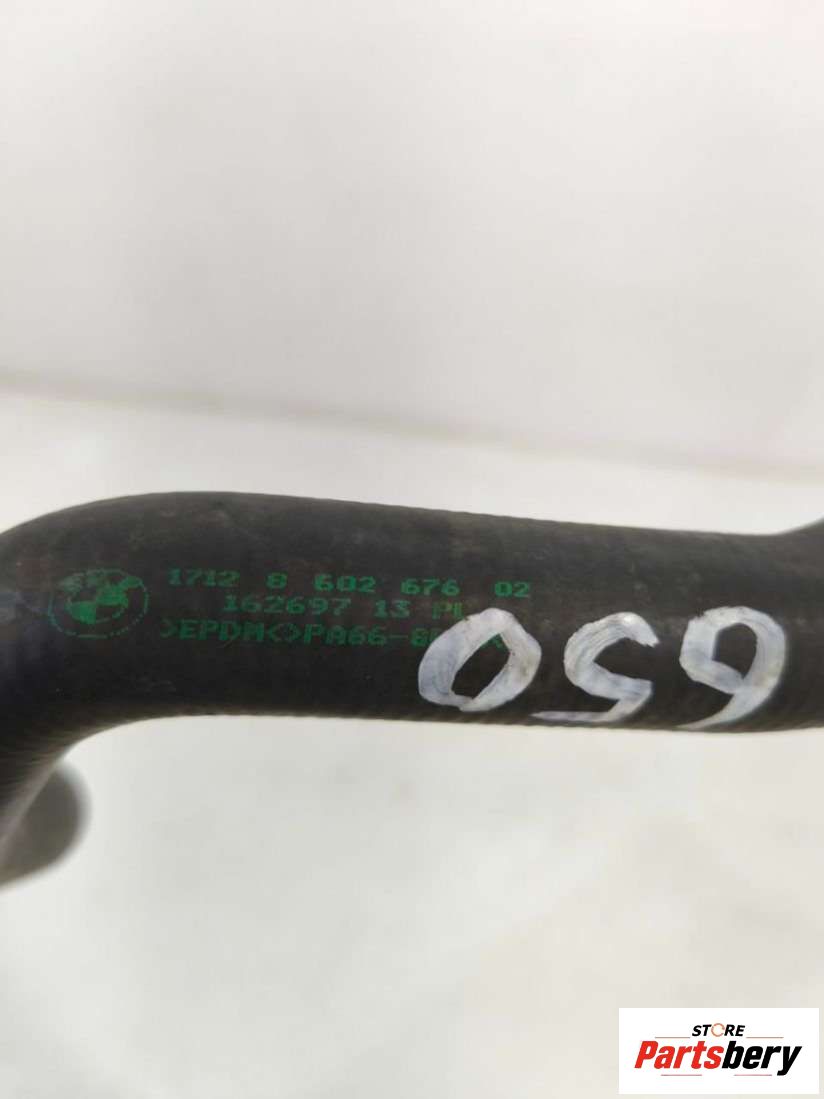 1712 8 602 676 02
162697 13
>EPDM<>PA66-
650
STORE
Partsbery